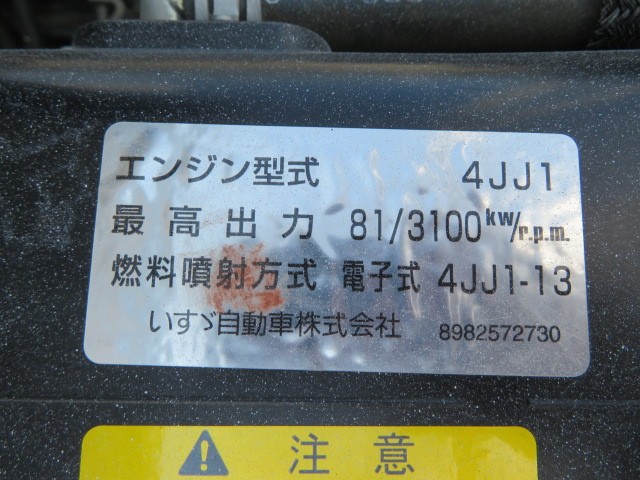 エンジン型式 4JJ1
最高出力 81/3100kw/r.p.m.
燃料噴射方式 電子式 4JJ1-13
いすゞ自動車株式会社 8982572730
注意